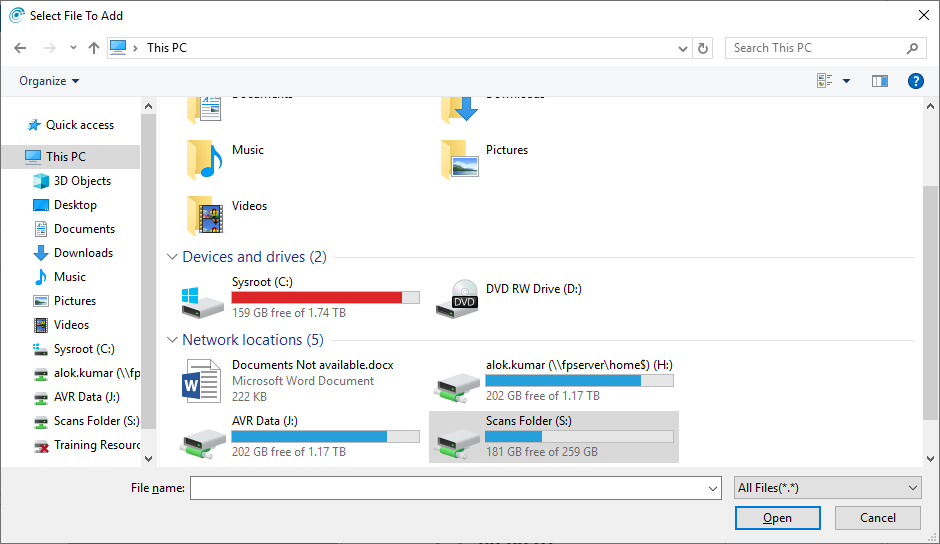 Select File To Add
This PC
Search This PC
Organize
?
Quick access
This PC
3D Objects
Desktop
Documents
Downloads
Music
Pictures
Videos
Sysroot (C:)
alok.kumar (\\fp
AVR Data (J:)
Scans Folder (S:)
Training Resourc
Documents
Downloads
Music
Pictures
Videos
Devices and drives (2)
Sysroot (C:)
159 GB free of 1.74 TB
DVD
DVD RW Drive (D:)
Network locations (5)
W
Documents Not available.docx
Microsoft Word Document
222 KB
alok.kumar (\\fpserver\home$) (H:)
202 GB free of 1.17 TB
AVR Data (J:)
202 GB free of 1.17 TB
Scans Folder (S:)
181 GB free of 259 GB
File name:
All Files(*.*)
Open
Cancel